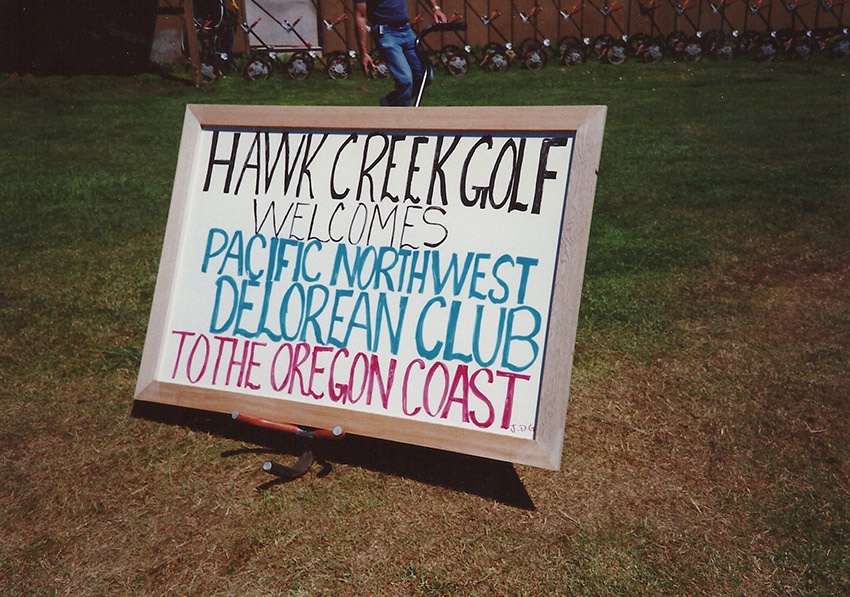 HAWK CREEK GOLF
WELCOMES
PACIFIC NORTHWEST
DELOREAN CLUB
TO THE OREGON COAST
J.D.G